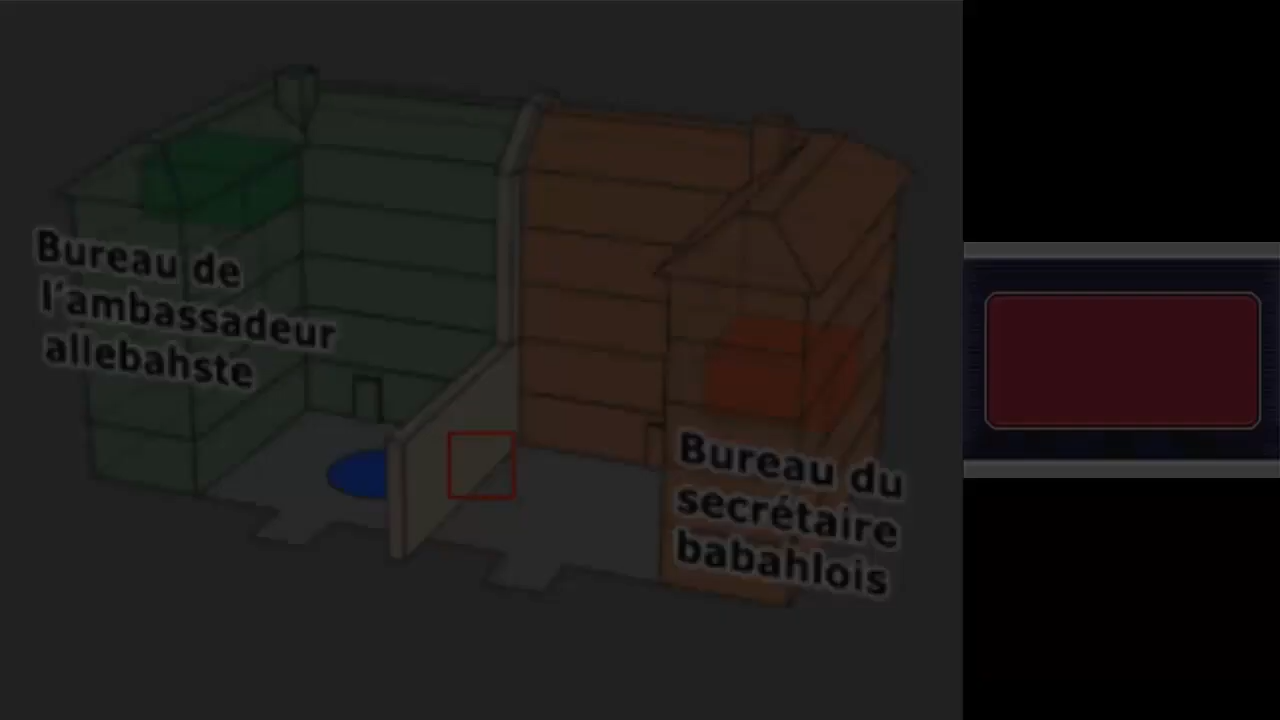 Bureau de
l'ambassadeur
allebahste
Bureau du
secrétaire
babahlois